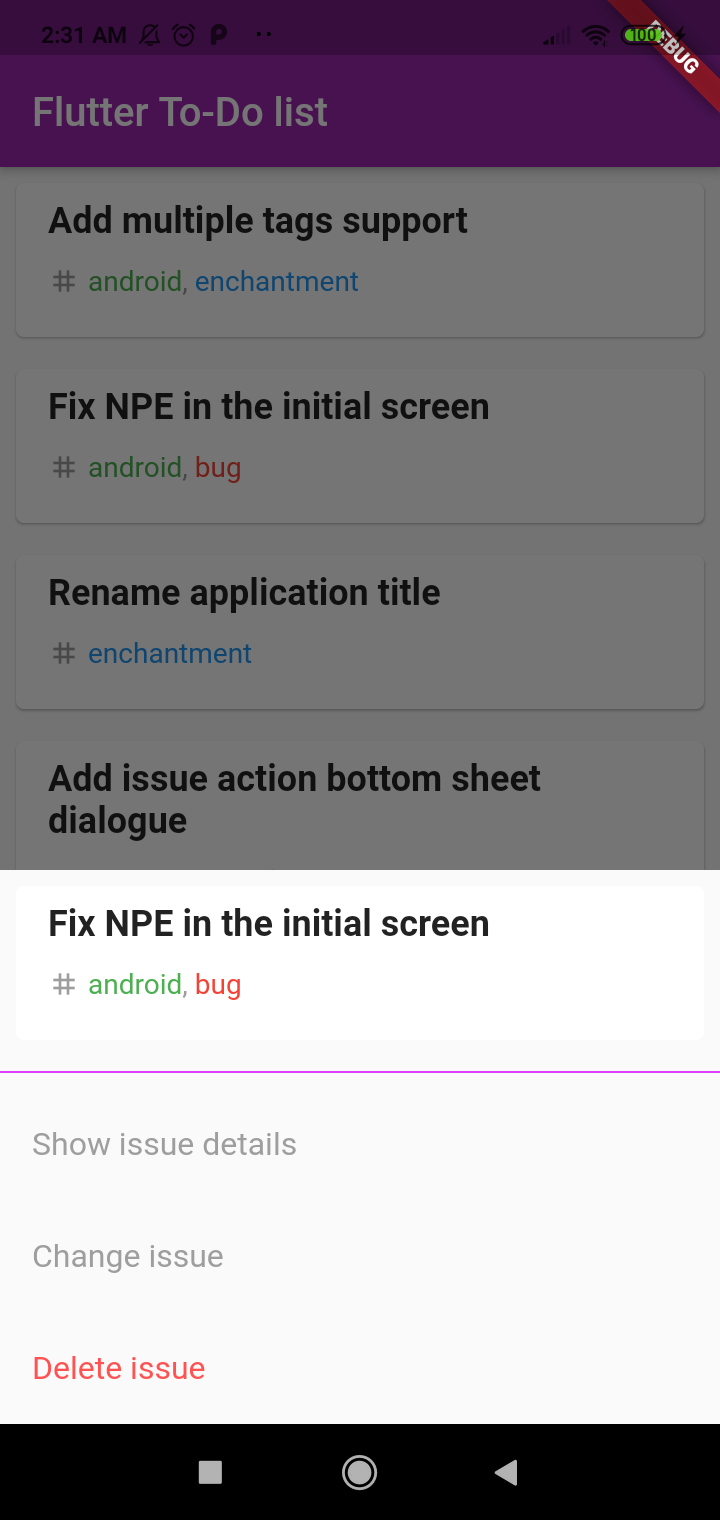 2:31 AM
100
DEBUG
Flutter To-Do list
Add multiple tags support
# android, enchantment
Fix NPE in the initial screen
# android, bug
Rename application title
# enchantment
Add issue action bottom sheet
dialogue
Fix NPE in the initial screen
# android, bug
Show issue details
Change issue
Delete issue